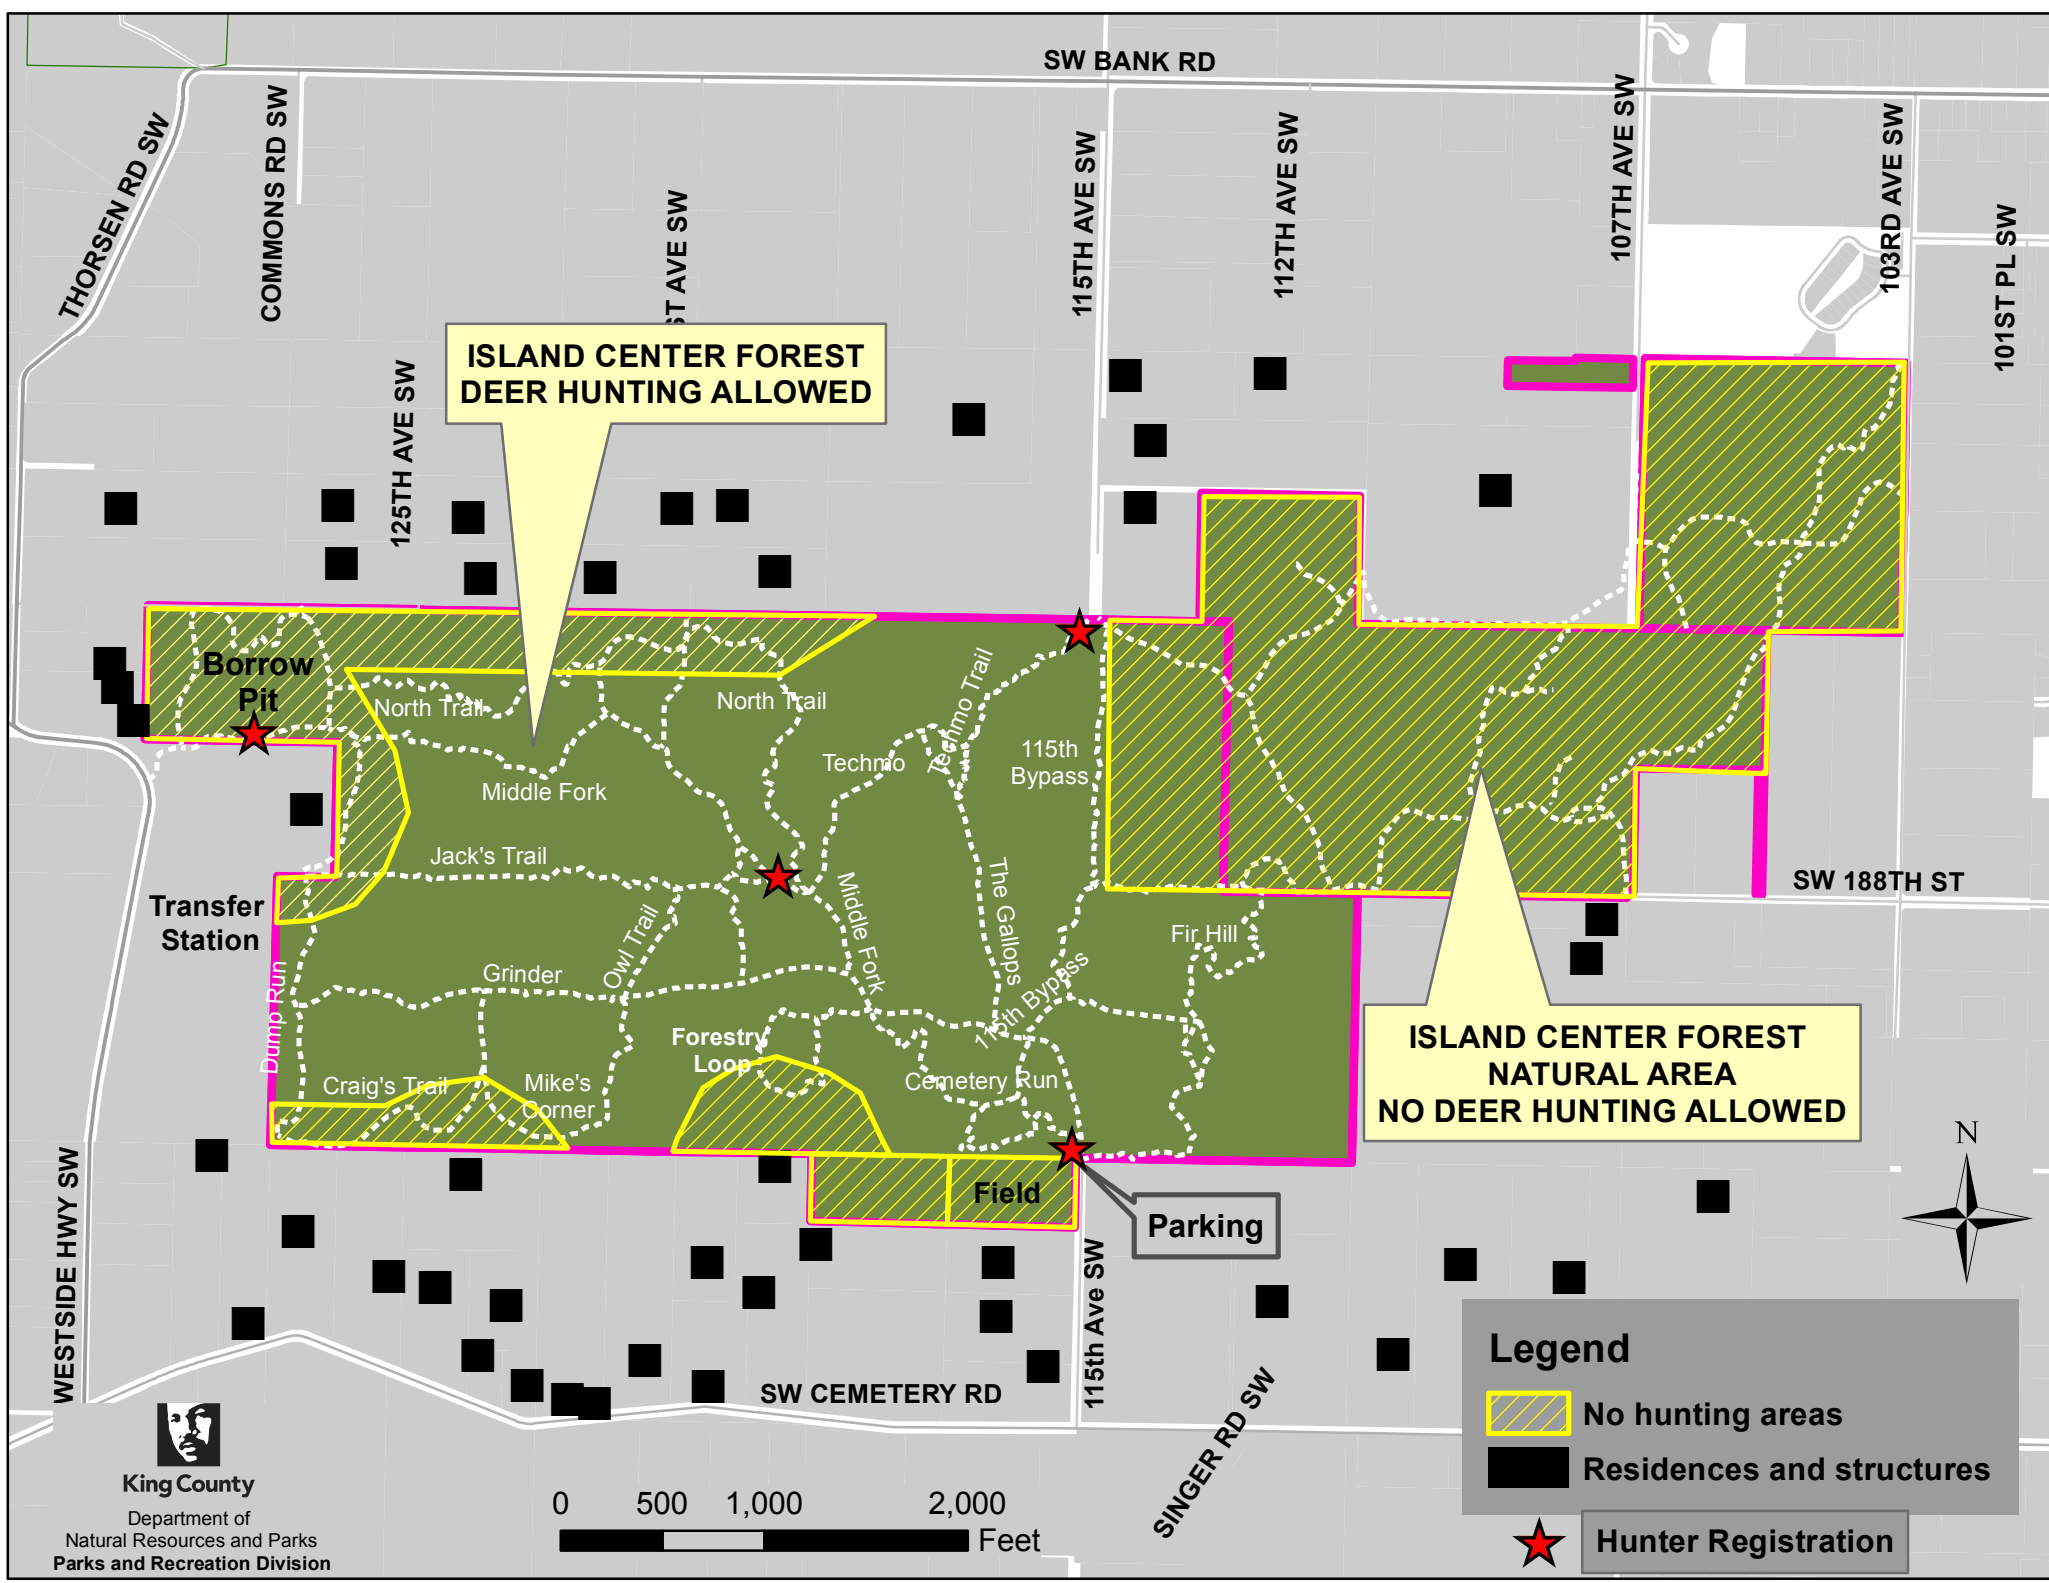 SW BANK RD
THORSEN RD SW
COMMONS RD SW
ST AVE SW
115TH AVE SW
112TH AVE SW
107TH AVE SW
103RD AVE SW
101ST PL SW
125TH AVE SW
ISLAND CENTER FOREST
DEER HUNTING ALLOWED
Borrow
Pit
North Trail
North Trail
Techmo Trail
Techmo
115th
Bypass
Middle Fork
Jack's Trail
Transfer
Station
Middle Fork
The Gallops
Owl Trail
Grinder
Fir Hill
SW 188TH ST
Dump Run
115th Bypass
Forestry
Loop
Craig's Trail
Mike's
Corner
Cemetery Run
ISLAND CENTER FOREST
NATURAL AREA
NO DEER HUNTING ALLOWED
N
Field
Parking
WESTSIDE HWY SW
115th Ave SW
SW CEMETERY RD
SINGER RD SW
Legend
No hunting areas
Residences and structures
Hunter Registration
King County
Department of
Natural Resources and Parks
Parks and Recreation Division
0 500 1,000 2,000
Feet